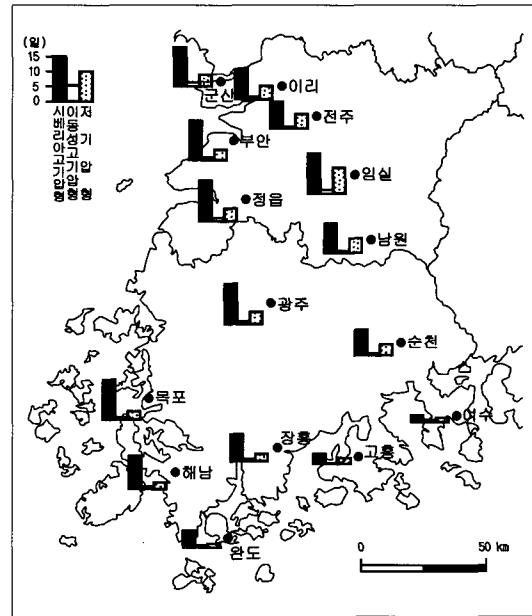 (일)
15
10
5
0
시베리아고기압형
이동성고기압형
저기압형
군산
이리
전주
부안
임실
정읍
남원
광주
순천
목포
여수
장흥
고흥
해남
완도
0 50 km